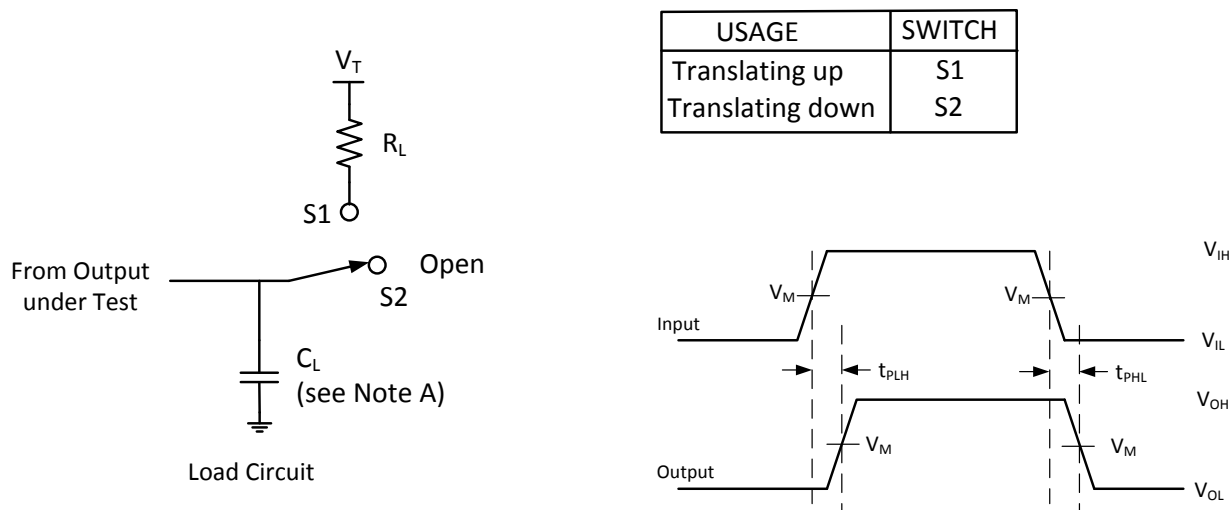 V_T
R_L
S1
From Output
under Test
Open
S2
C_L
(see Note A)
Load Circuit
USAGE SWITCH
Translating up S1
Translating down S2
V_IH
V_M V_M
Input
V_IL
t_PLH t_PHL
V_OH
V_M V_M
Output
V_OL